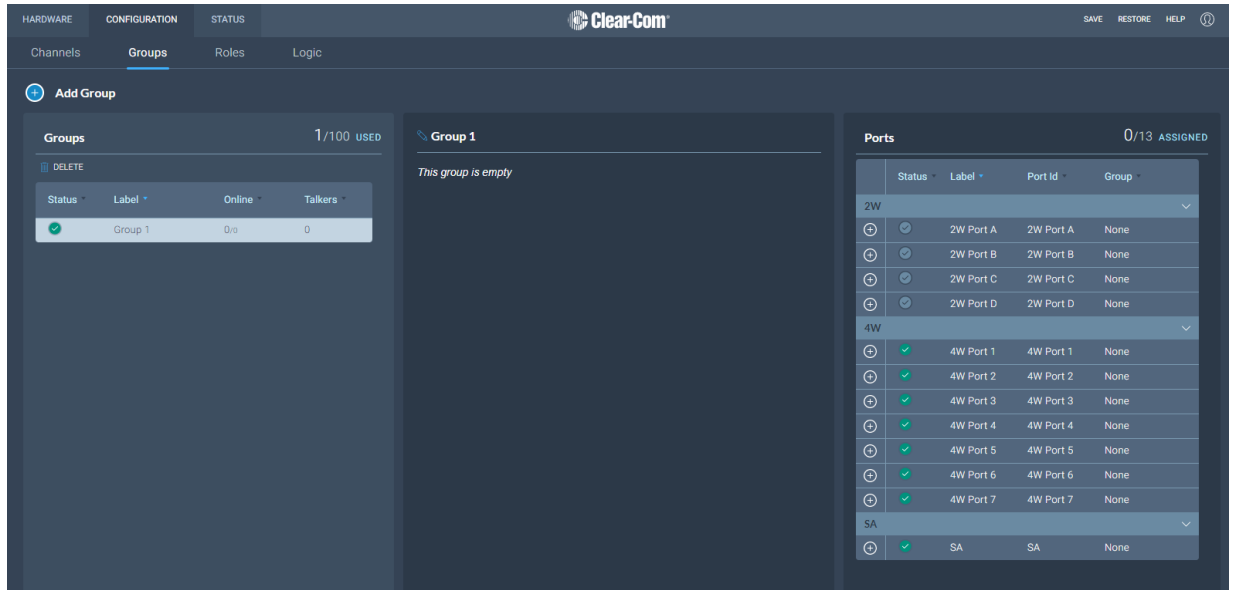 HARDWARE CONFIGURATION STATUS Clear-Com® SAVE RESTORE HELP
Channels Groups Roles Logic
Add Group
Groups 1/100 USED
DELETE
Status Label Online Talkers
Group 1 0/0 0
Group 1
This group is empty
Ports 0/13 ASSIGNED
Status Label Port Id Group
2W
2W Port A 2W Port A None
2W Port B 2W Port B None
2W Port C 2W Port C None
2W Port D 2W Port D None
4W
4W Port 1 4W Port 1 None
4W Port 2 4W Port 2 None
4W Port 3 4W Port 3 None
4W Port 4 4W Port 4 None
4W Port 5 4W Port 5 None
4W Port 6 4W Port 6 None
4W Port 7 4W Port 7 None
SA
SA SA None